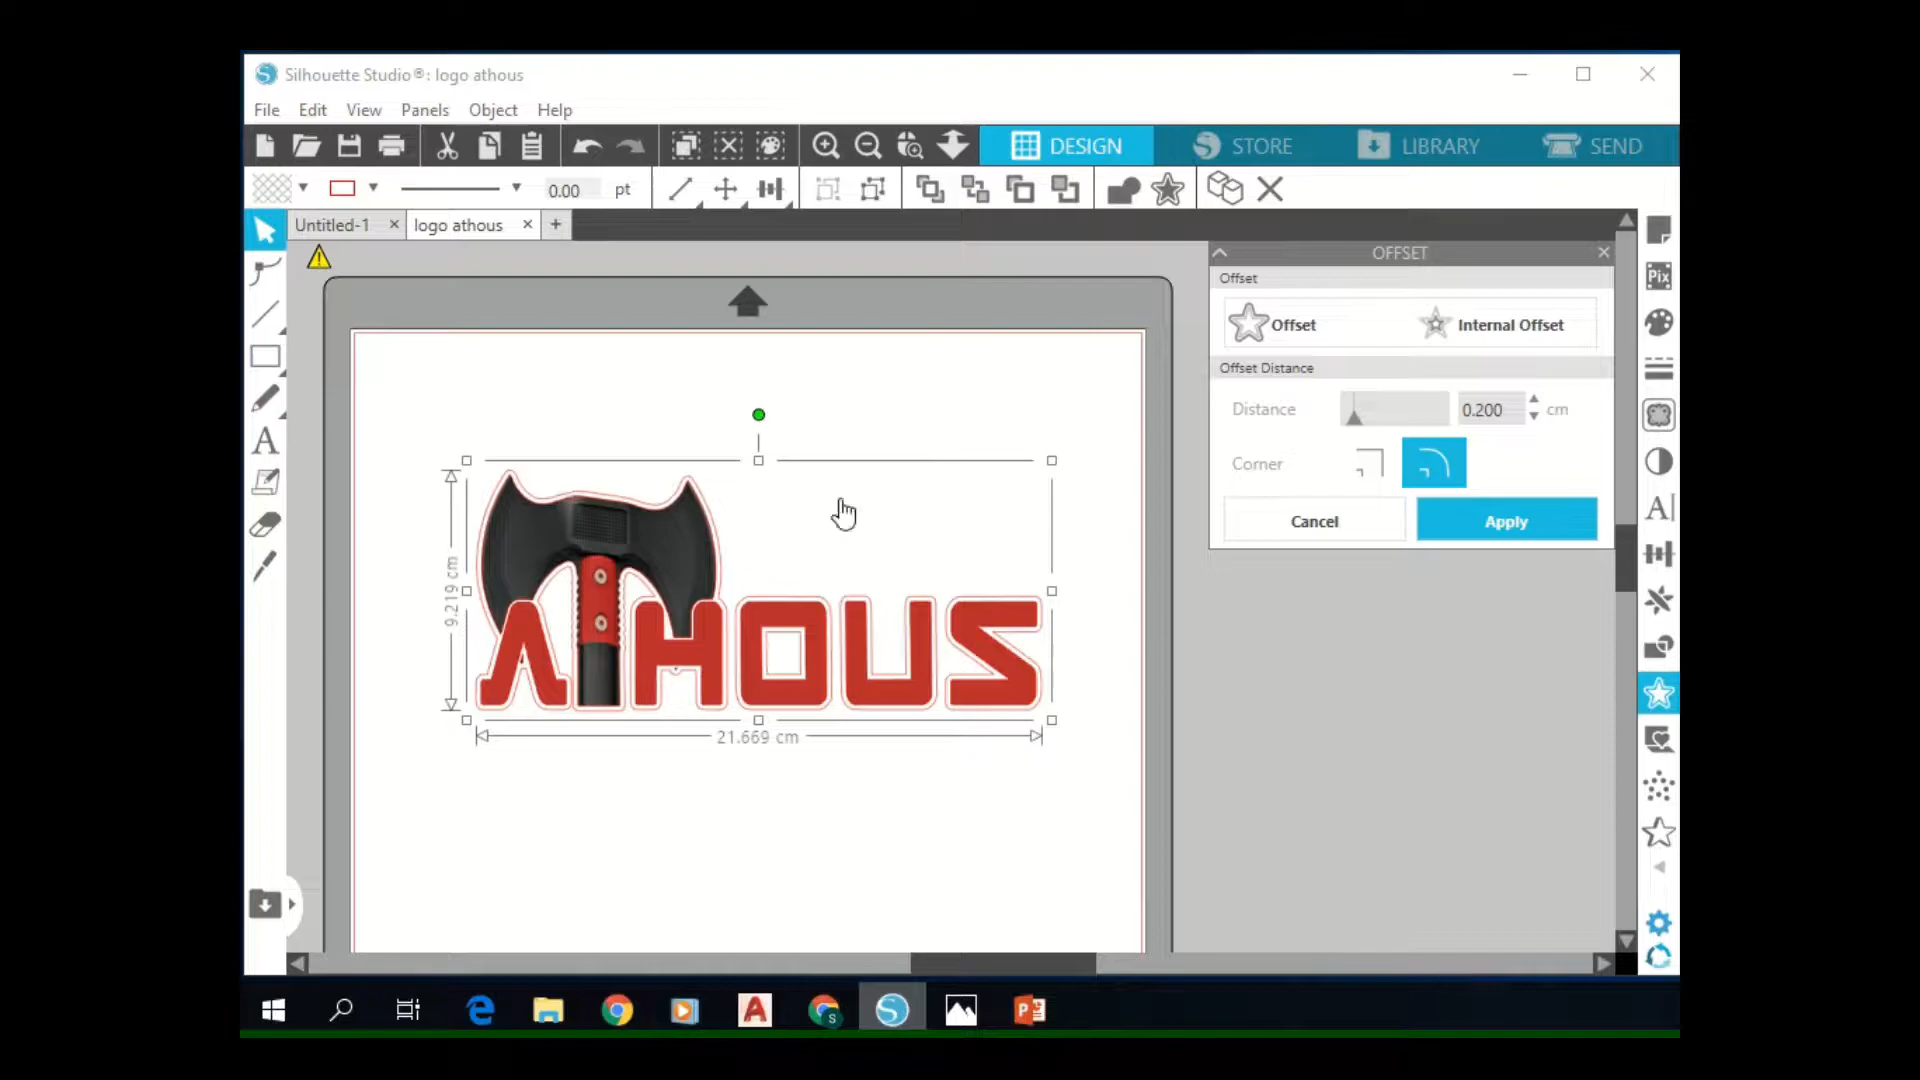 Silhouette Studio®: logo athous
File Edit View Panels Object Help
DESIGN STORE LIBRARY SEND
0.00 pt
Untitled-1 logo athous
OFFSET
Offset
Pix
Offset Internal Offset
Offset Distance
Distance 0.200 cm
Corner
Cancel Apply
9.219 cm
ATHOUS
21.669 cm